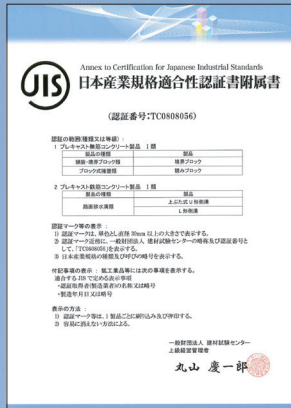 JIS
Annex to Certification for Japanese Industrial Standards
日本産業規格適合性認証書附属書
(認証番号:TC0808056)
認証の範囲(種類又は等級):
1 プレキャスト無筋コンクリート製品 Ⅰ類
製品の種類 製品
舗装・境界ブロック類 境界ブロック
ブロック式擁壁類 積みブロック
2 プレキャスト鉄筋コンクリート製品 Ⅰ類
製品の種類 製品
路面排水溝類 上ぶた式U形側溝
L形側溝
認証マーク等の表示:
1) 認証マークは、単色とし直径30mm以上の大きさで表示する。
2) 認証マーク近傍に、一般財団法人 建材試験センターの略称及び認証番号と
して、「TC0808056」を表示する。
3) 日本産業規格の種類及び呼びの略号を表示する。
付記事項の表示:鉱工業品等には次の事項を表示する。
適合するJISで定める表示事項
・認証取得者(製造業者)の名称又は略号
・製造年月日又は略号
表示の方法:
1) 認証マーク等は、1製品ごとに刷り込み及び押印する。
2) 容易に消えない方法による。
一般財団法人 建材試験センター
上級経営管理者
丸山 慶一郎